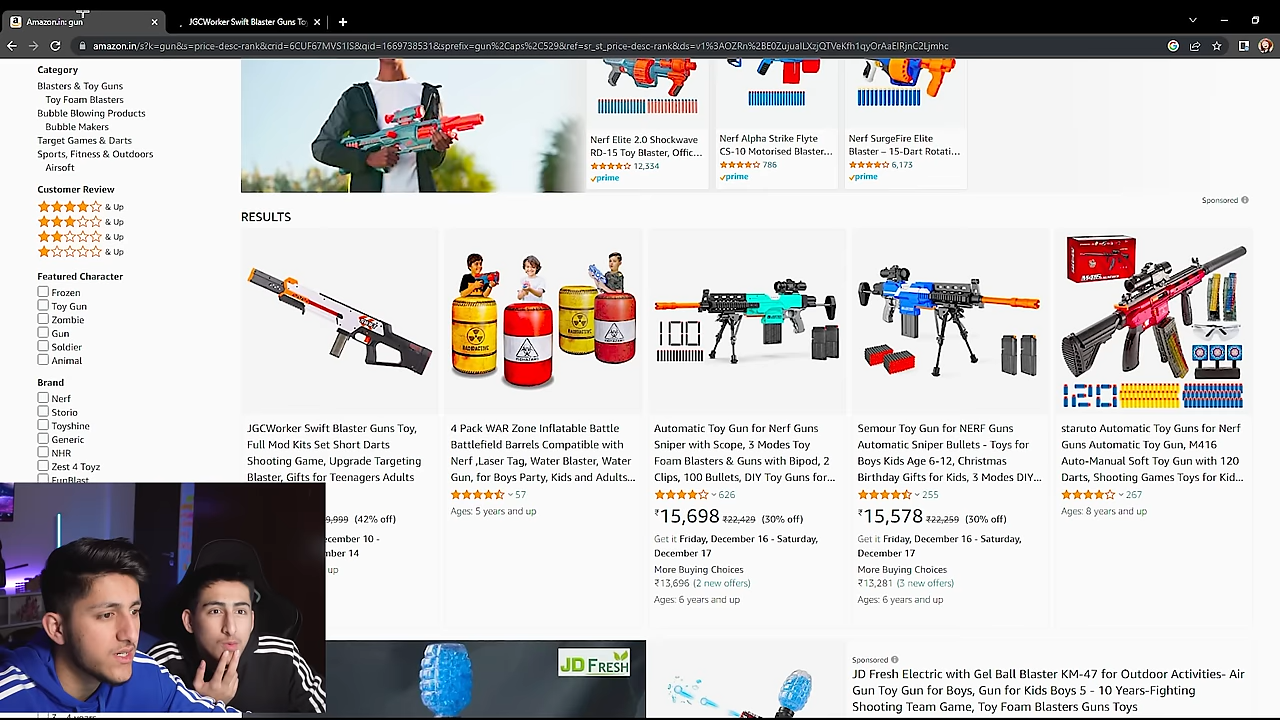 Amazon.in: gun
JGCWorker Swift Blaster Guns To
amazon.in/s?k=gun&s=price-desc-rank&crid=6CUF67MVS1IS&qid=1669738531&sprefix=gun%2Caps%2C529&ref=sr_st_price-desc-rank&ds=v1%3AOZRn%2BE0ZujuaILXzjQTVeKfh1qyOrAaEIRjnC2Ljmhc
Category
Blasters & Toy Guns
Toy Foam Blasters
Bubble Blowing Products
Bubble Makers
Target Games & Darts
Sports, Fitness & Outdoors
Airsoft
Customer Review
& Up
& Up
& Up
& Up
Featured Character
Frozen
Toy Gun
Zombie
Gun
Soldier
Animal
Brand
Nerf
Storio
Toyshine
Generic
NHR
Zest 4 Toyz
FunBlast
Nerf Elite 2.0 Shockwave
RD-15 Toy Blaster, Offic...
12,334
prime
Nerf Alpha Strike Flyte
CS-10 Motorised Blaster...
786
prime
Nerf SurgeFire Elite
Blaster – 15-Dart Rotati...
6,173
prime
Sponsored
RESULTS
JGCWorker Swift Blaster Guns Toy,
Full Mod Kits Set Short Darts
Shooting Game, Upgrade Targeting
Blaster, Gifts for Teenagers Adults
9,999 (42% off)
ecember 10 -
mber 14
up
RADIOACTIVE
BIOHAZARD
4 Pack WAR Zone Inflatable Battle
Battlefield Barrels Compatible with
Nerf ,Laser Tag, Water Blaster, Water
Gun, for Boys Party, Kids and Adults...
57
Ages: 5 years and up
100
Automatic Toy Gun for Nerf Guns
Sniper with Scope, 3 Modes Toy
Foam Blasters & Guns with Bipod, 2
Clips, 100 Bullets, DIY Toy Guns for...
626
₹15,698 ₹22,429 (30% off)
Get it Friday, December 16 - Saturday,
December 17
More Buying Choices
₹13,696 (2 new offers)
Ages: 6 years and up
Semour Toy Gun for NERF Guns
Automatic Sniper Bullets - Toys for
Boys Kids Age 6-12, Christmas
Birthday Gifts for Kids, 3 Modes DIY...
255
₹15,578 ₹22,259 (30% off)
Get it Friday, December 16 - Saturday,
December 17
More Buying Choices
₹13,281 (3 new offers)
Ages: 6 years and up
M416
120
staruto Automatic Toy Guns for Nerf
Guns Automatic Toy Gun, M416
Auto-Manual Soft Toy Gun with 120
Darts, Shooting Games Toys for Kid...
267
Ages: 8 years and up
JD FRESH
Sponsored
JD Fresh Electric with Gel Ball Blaster KM-47 for Outdoor Activities- Air
Gun Toy Gun for Boys, Gun for Kids Boys 5 - 10 Years-Fighting
Shooting Team Game, Toy Foam Blasters Guns Toys